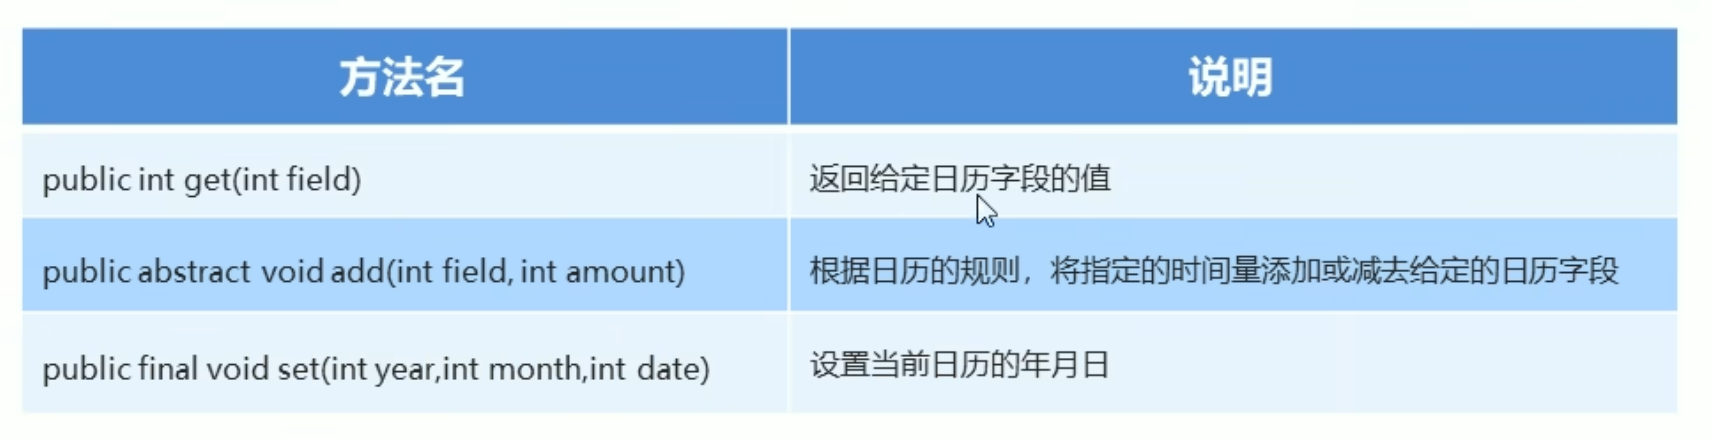 方法名 说明
public int get(int field) 返回给定日历字段的值
public abstract void add(int field, int amount) 根据日历的规则，将指定的时间量添加或减去给定的日历字段
public final void set(int year,int month,int date) 设置当前日历的年月日